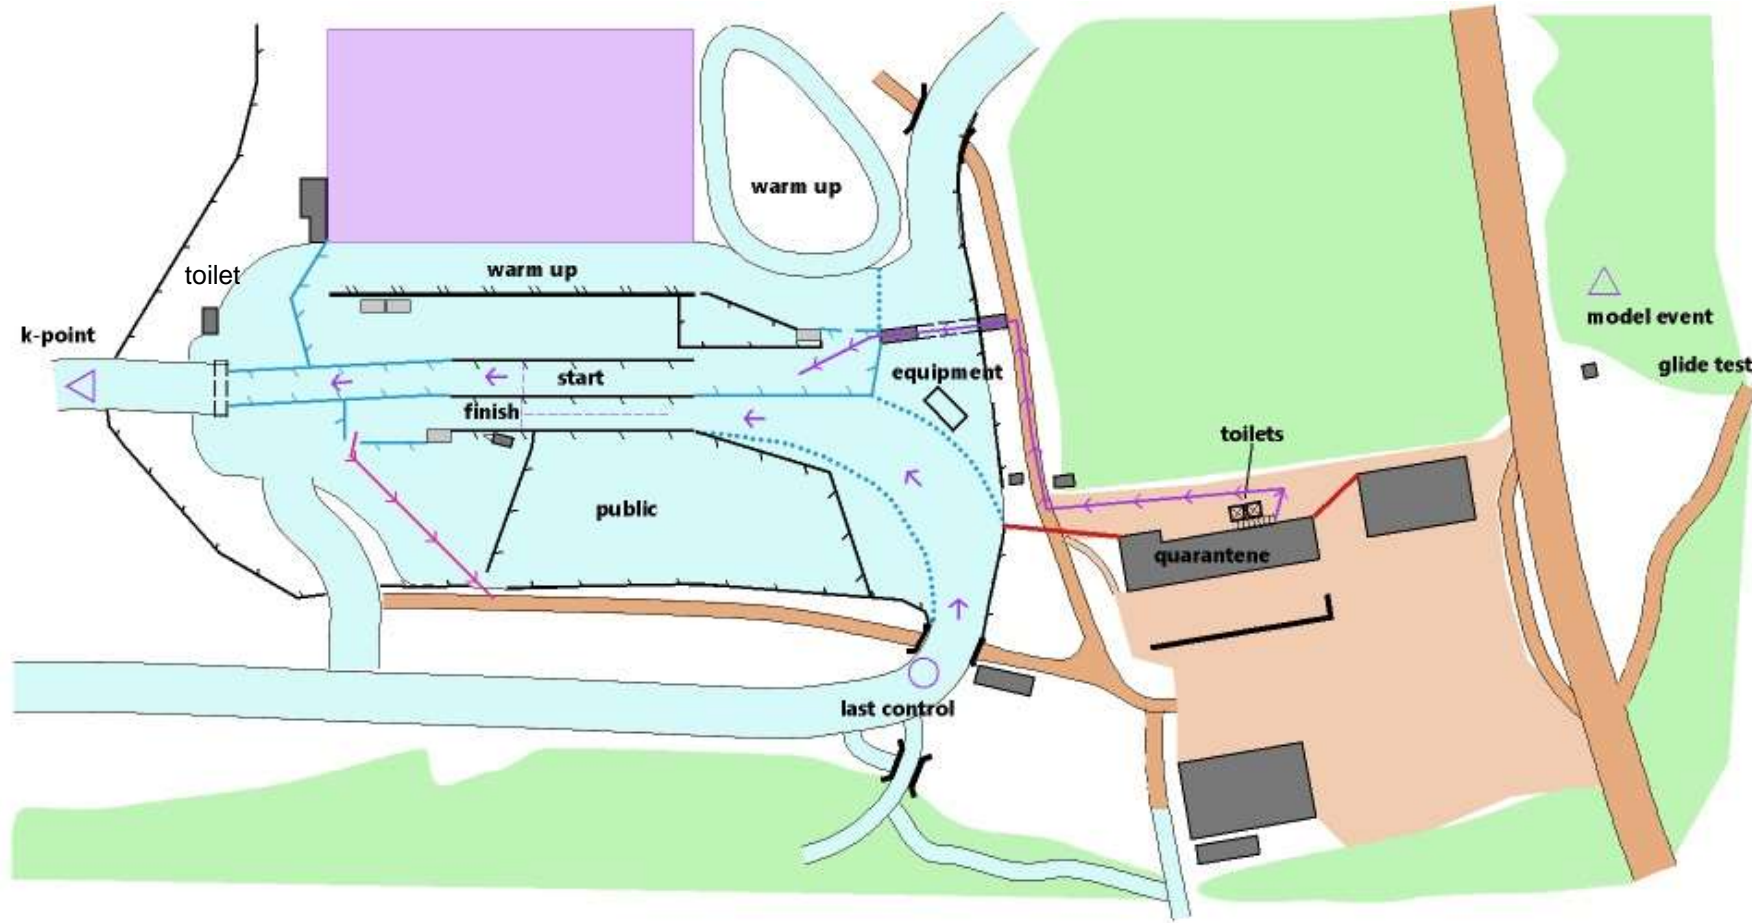 warm up
warm up
toilet
k-point
model event
glide test
start
equipment
finish
toilets
public
quarantene
last control